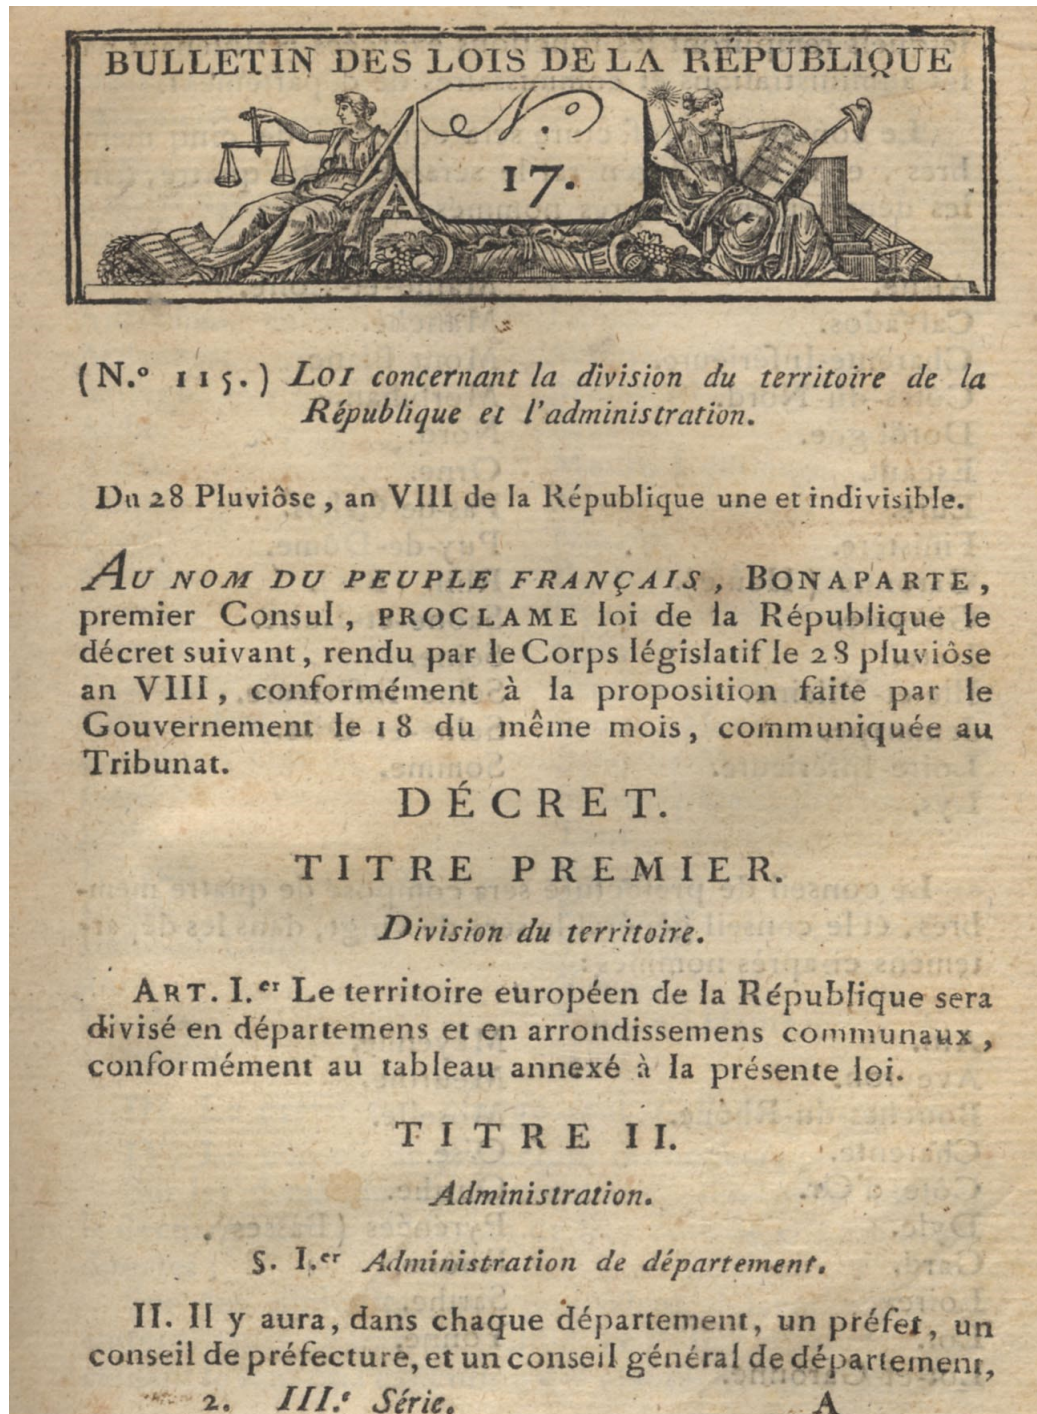 BULLETIN DES LOIS DE LA RÉPUBLIQUE
N.º
17.
(N.º 115.) LOI concernant la division du territoire de la
République et l'administration.
Du 28 Pluviôse, an VIII de la République une et indivisible.
AU NOM DU PEUPLE FRANÇAIS, BONAPARTE,
premier Consul, PROCLAME loi de la République le
décret suivant, rendu par le Corps législatif le 28 pluviôse
an VIII, conformément à la proposition faite par le
Gouvernement le 18 du même mois, communiquée au
Tribunat.
DÉCRET.
TITRE PREMIER.
Division du territoire.
ART. I.er Le territoire européen de la République sera
divisé en départemens et en arrondissemens communaux,
conformément au tableau annexé à la présente loi.
TITRE II.
Administration.
§. I.er Administration de département.
II. Il y aura, dans chaque département, un préfet, un
conseil de préfecture, et un conseil général de département,
2. III.e Série. A